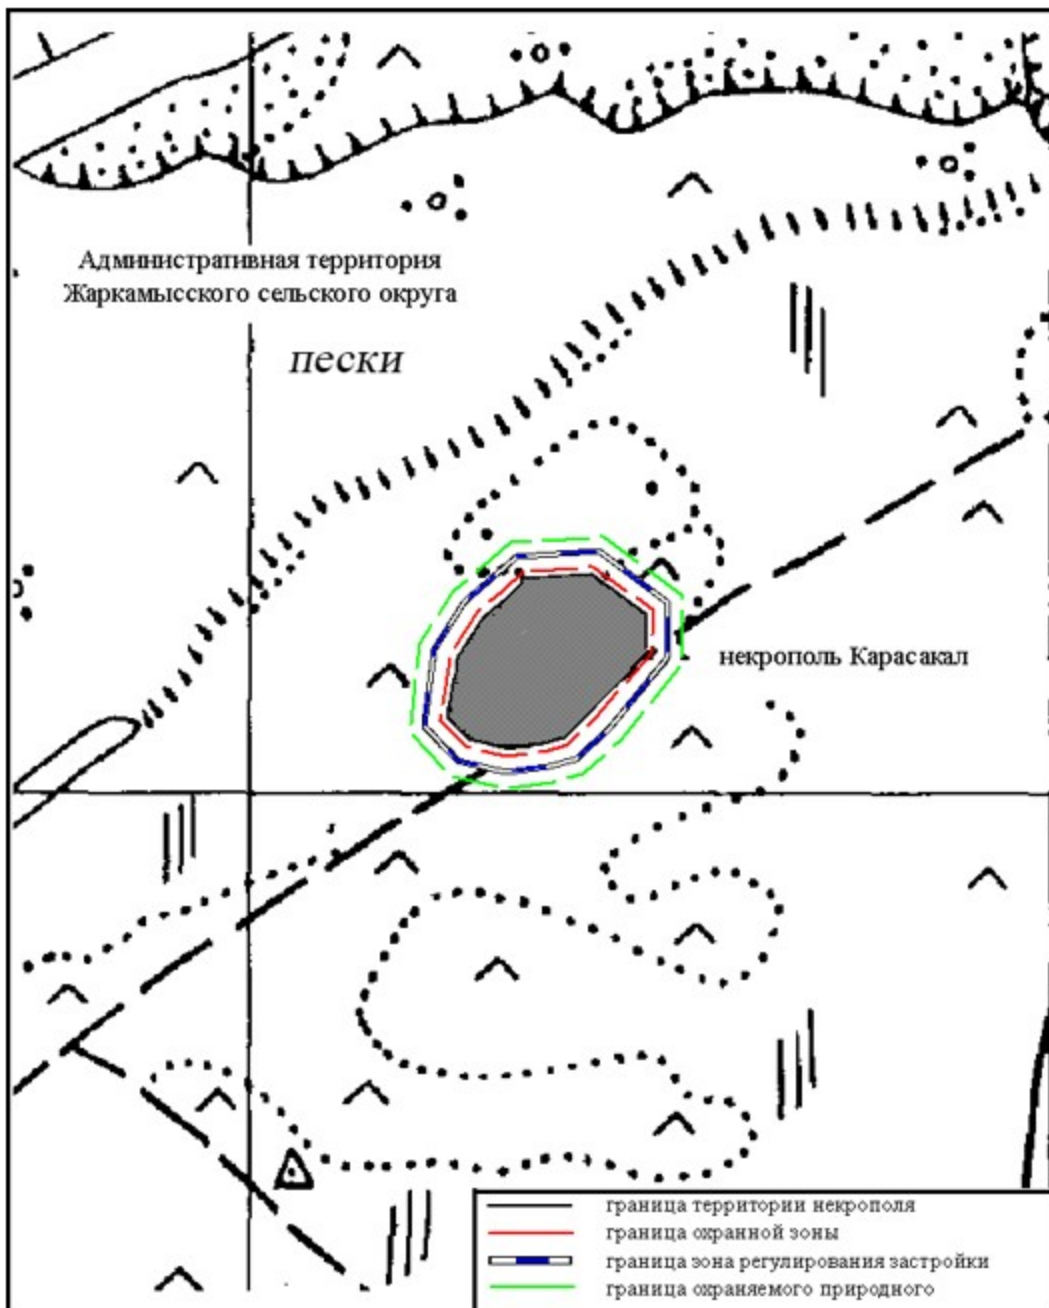 Административная территория
Жаркамысского сельского округа
пески
некрополь Карасакал
граница территории некрополя
граница охранной зоны
граница зона регулирования застройки
граница охраняемого природного